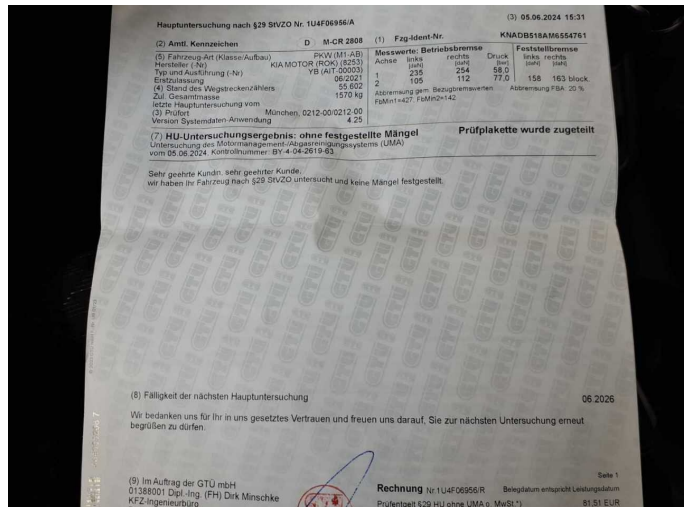 (3) 05.06.2024 15:31
Hauptuntersuchung nach §29 StVZO Nr. 1U4F06956/A
(2) Amtl. Kennzeichen D M-CR 2808
(1) Fzg-Ident-Nr. KNADB518AM6554761
(5) Fahrzeug-Art (Klasse/Aufbau) PKW (M1-AB)
Hersteller (-Nr) KIA MOTOR (ROK) (8253)
Typ und Ausführung (-Nr) YB (AIT-00003)
Erstzulassung 06/2021
(4) Stand des Wegstreckenzählers 55.602
Zul. Gesamtmasse 1570 kg
letzte Hauptuntersuchung vom
(3) Prüfort München, 0212-00/0212-00
Version Systemdaten-Anwendung 4.25
Messwerte: Betriebsbremse Feststellbremse
Achse links rechts Druck links rechts
[daN] [daN] [bar] [daN] [daN]
1 235 254 58,0
2 105 112 77,0 158 163 block.
Abbremsung gem. Bezugsbremswerten Abbremsung FBA: 20 %
FbMin1=427 FbMin2=142
(7) HU-Untersuchungsergebnis: ohne festgestellte Mängel Prüfplakette wurde zugeteilt
Untersuchung des Motormanagement-/Abgasreinigungssystems (UMA)
vom 05.06.2024, Kontrollnummer: BY-4-04-2619-63
Sehr geehrte Kundin, sehr geehrter Kunde,
wir haben Ihr Fahrzeug nach §29 StVZO untersucht und keine Mängel festgestellt.
(8) Fälligkeit der nächsten Hauptuntersuchung 06.2026
Wir bedanken uns für Ihr in uns gesetztes Vertrauen und freuen uns darauf, Sie zur nächsten Untersuchung erneut
begrüßen zu dürfen.
Seite 1
(9) Im Auftrag der GTÜ mbH
01388001 Dipl.-Ing. (FH) Dirk Minschke
KFZ-Ingenieurbüro
Rechnung Nr.1U4F06956/R Belegdatum entspricht Leistungsdatum
Prüfentgelt §29 HU ohne UMA o. MwSt.*) 81,51 EUR